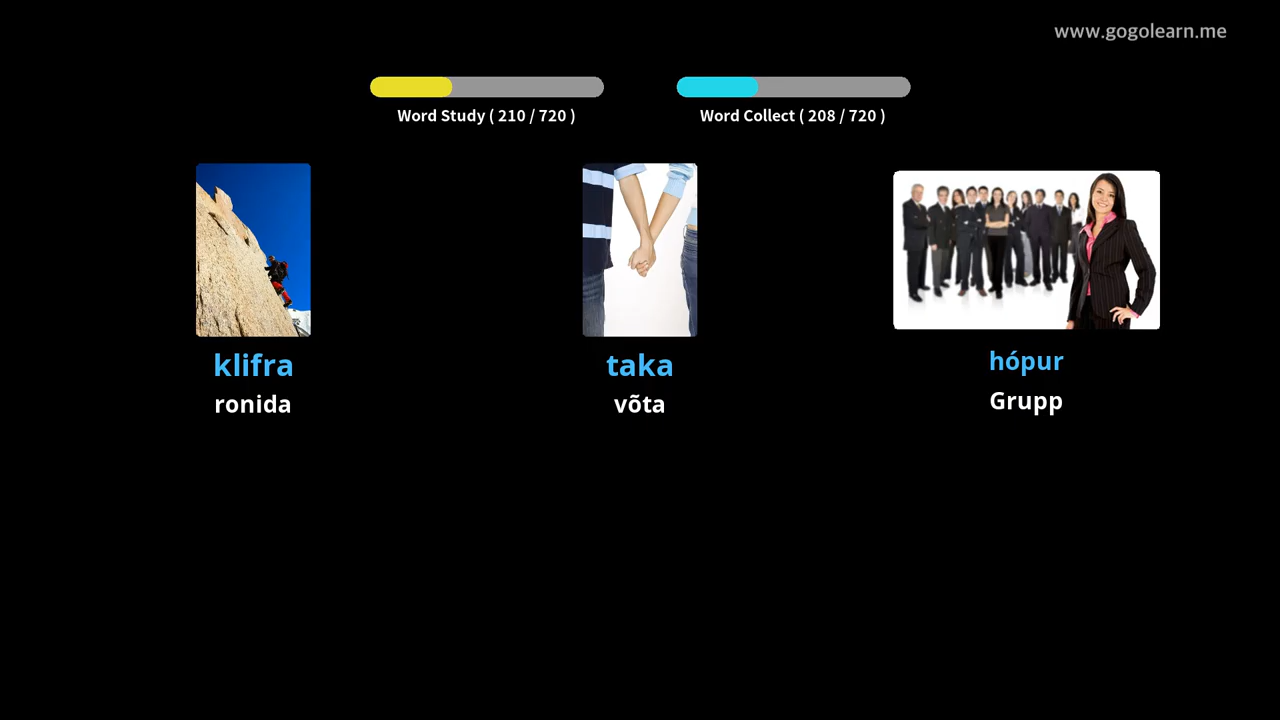 www.gogolearn.me
Word Study ( 210 / 720 )
Word Collect ( 208 / 720 )
klifra
ronida
taka
võta
hópur
Grupp